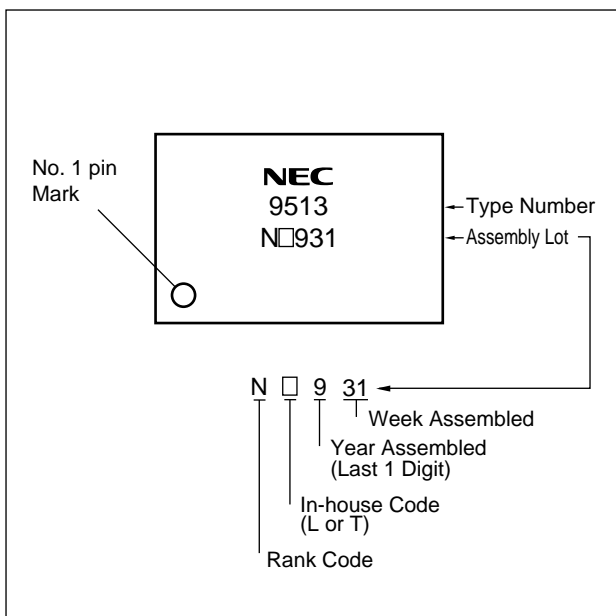 No. 1 pin
Mark
NEC
9513
N□931
Type Number
Assembly Lot
N □ 9 31
Week Assembled
Year Assembled
(Last 1 Digit)
In-house Code
(L or T)
Rank Code